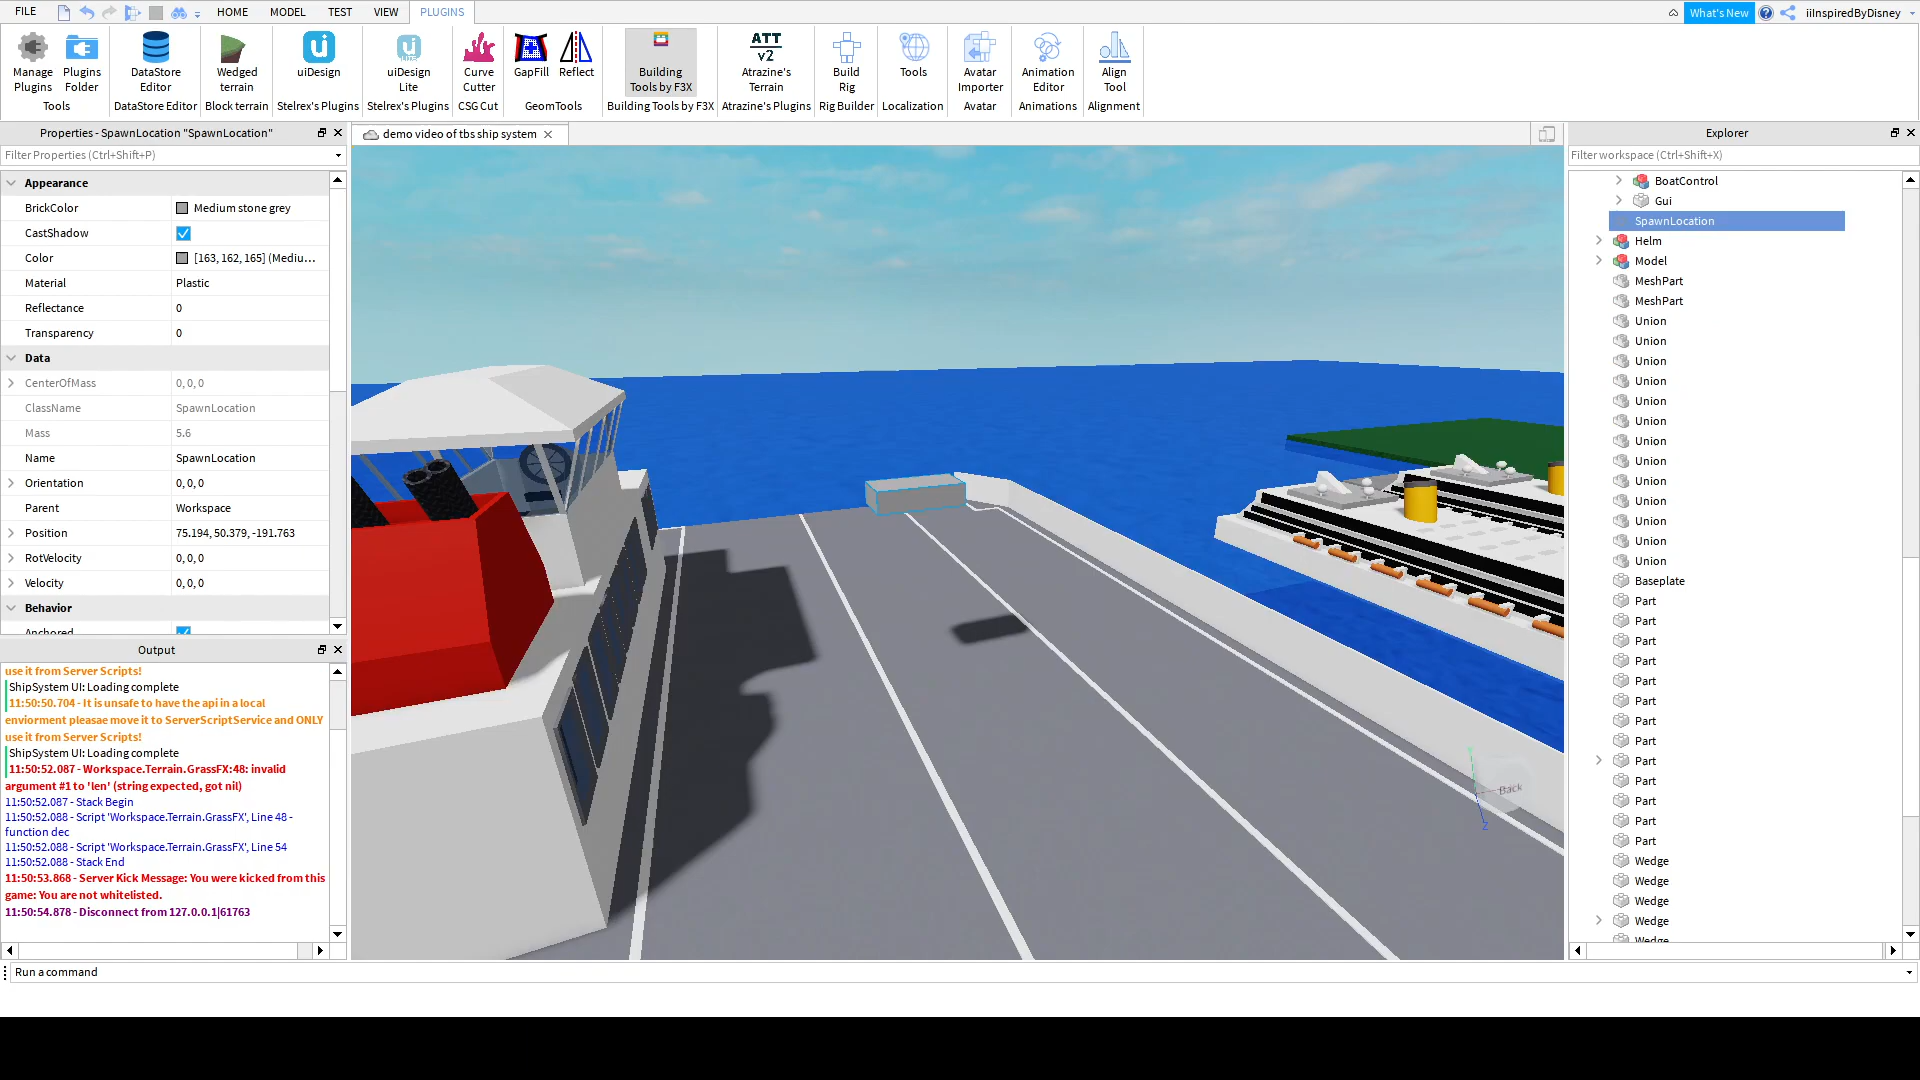 FILE
HOME
MODEL
TEST
VIEW
PLUGINS
What's New
iiInspiredByDisney
Manage Plugins
Plugins Folder
Tools
DataStore Editor
DataStore Editor
Wedged terrain
Block terrain
ui
uiDesign
Stelrex's Plugins
ui
LITE
uiDesign Lite
Stelrex's Plugins
Curve Cutter
CSG Cut
GapFill
Reflect
GeomTools
Building Tools by F3X
Building Tools by F3X
ATT
v2
Atrazine's Terrain
Atrazine's Plugins
Build Rig
Rig Builder
Tools
Localization
Avatar Importer
Avatar
Animation Editor
Animations
Align Tool
Alignment
Properties - SpawnLocation "SpawnLocation"
Filter Properties (Ctrl+Shift+P)
Appearance
BrickColor Medium stone grey
CastShadow
Color [163, 162, 165] (Mediu...
Material Plastic
Reflectance 0
Transparency 0
Data
CenterOfMass 0, 0, 0
ClassName SpawnLocation
Mass 5.6
Name SpawnLocation
Orientation 0, 0, 0
Parent Workspace
Position 75.194, 50.379, -191.763
RotVelocity 0, 0, 0
Velocity 0, 0, 0
Behavior
Anchored
Output
use it from Server Scripts!
ShipSystem UI: Loading complete
11:50:50.704 - It is unsafe to have the api in a local
enviorment pleasae move it to ServerScriptService and ONLY
use it from Server Scripts!
ShipSystem UI: Loading complete
11:50:52.087 - Workspace.Terrain.GrassFX:48: invalid
argument #1 to 'len' (string expected, got nil)
11:50:52.087 - Stack Begin
11:50:52.088 - Script 'Workspace.Terrain.GrassFX', Line 48 -
function dec
11:50:52.088 - Script 'Workspace.Terrain.GrassFX', Line 54
11:50:52.088 - Stack End
11:50:53.868 - Server Kick Message: You were kicked from this
game: You are not whitelisted.
11:50:54.878 - Disconnect from 127.0.0.1|61763
demo video of tbs ship system
Back
Z
Explorer
Filter workspace (Ctrl+Shift+X)
BoatControl
Gui
SpawnLocation
Helm
Model
MeshPart
MeshPart
Union
Union
Union
Union
Union
Union
Union
Union
Union
Union
Union
Union
Union
Baseplate
Part
Part
Part
Part
Part
Part
Part
Part
Part
Part
Part
Part
Part
Wedge
Wedge
Wedge
Wedge
Wedge
Run a command